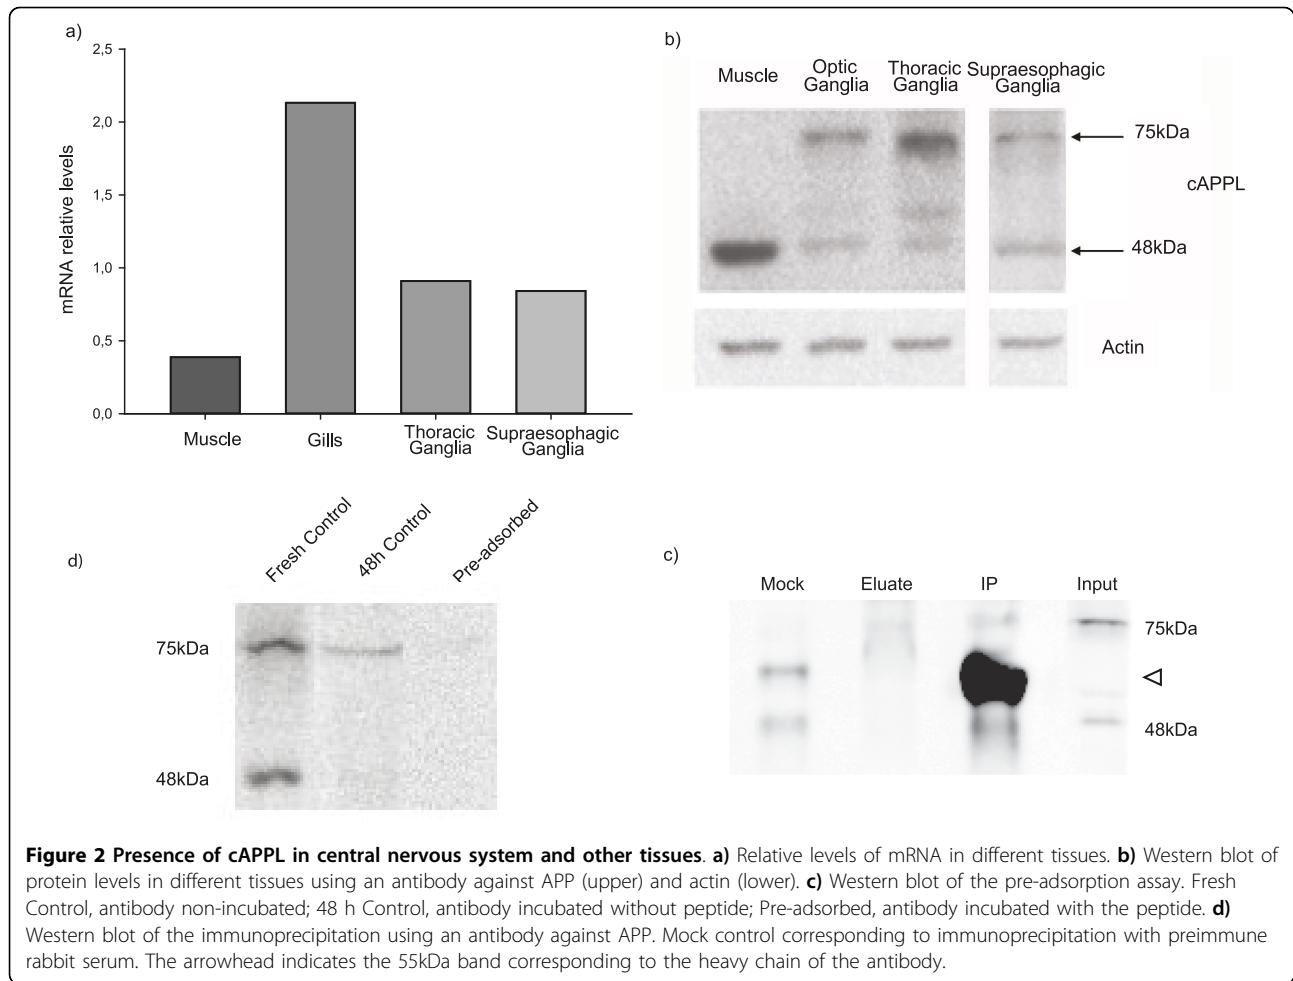 a)
2,5
2,0
1,5
1,0
0,5
0,0
mRNA relative levels
Muscle
Gills
Thoracic
Ganglia
Supraesophagic
Ganglia
b)
Muscle
Optic
Ganglia
Thoracic
Ganglia
Supraesophagic
Ganglia
75kDa
cAPPL
48kDa
Actin
d)
Fresh Control
48h Control
Pre-adsorbed
75kDa
48kDa
c)
Mock
Eluate
IP
Input
75kDa
48kDa
Figure 2 Presence of cAPPL in central nervous system and other tissues. a) Relative levels of mRNA in different tissues. b) Western blot of
protein levels in different tissues using an antibody against APP (upper) and actin (lower). c) Western blot of the pre-adsorption assay. Fresh
Control, antibody non-incubated; 48 h Control, antibody incubated without peptide; Pre-adsorbed, antibody incubated with the peptide. d)
Western blot of the immunoprecipitation using an antibody against APP. Mock control corresponding to immunoprecipitation with preimmune
rabbit serum. The arrowhead indicates the 55kDa band corresponding to the heavy chain of the antibody.